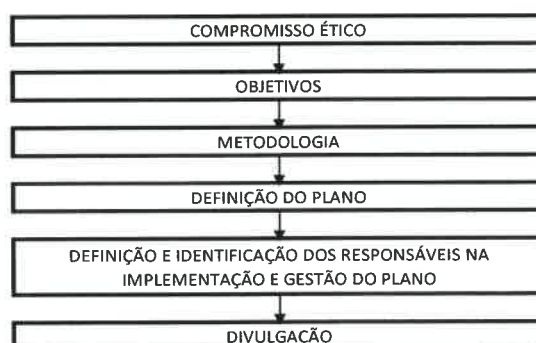 COMPROMISSO ÉTICO
OBJETIVOS
METODOLOGIA
DEFINIÇÃO DO PLANO
DEFINIÇÃO E IDENTIFICAÇÃO DOS RESPONSÁVEIS NA
IMPLEMENTAÇÃO E GESTÃO DO PLANO
DIVULGAÇÃO